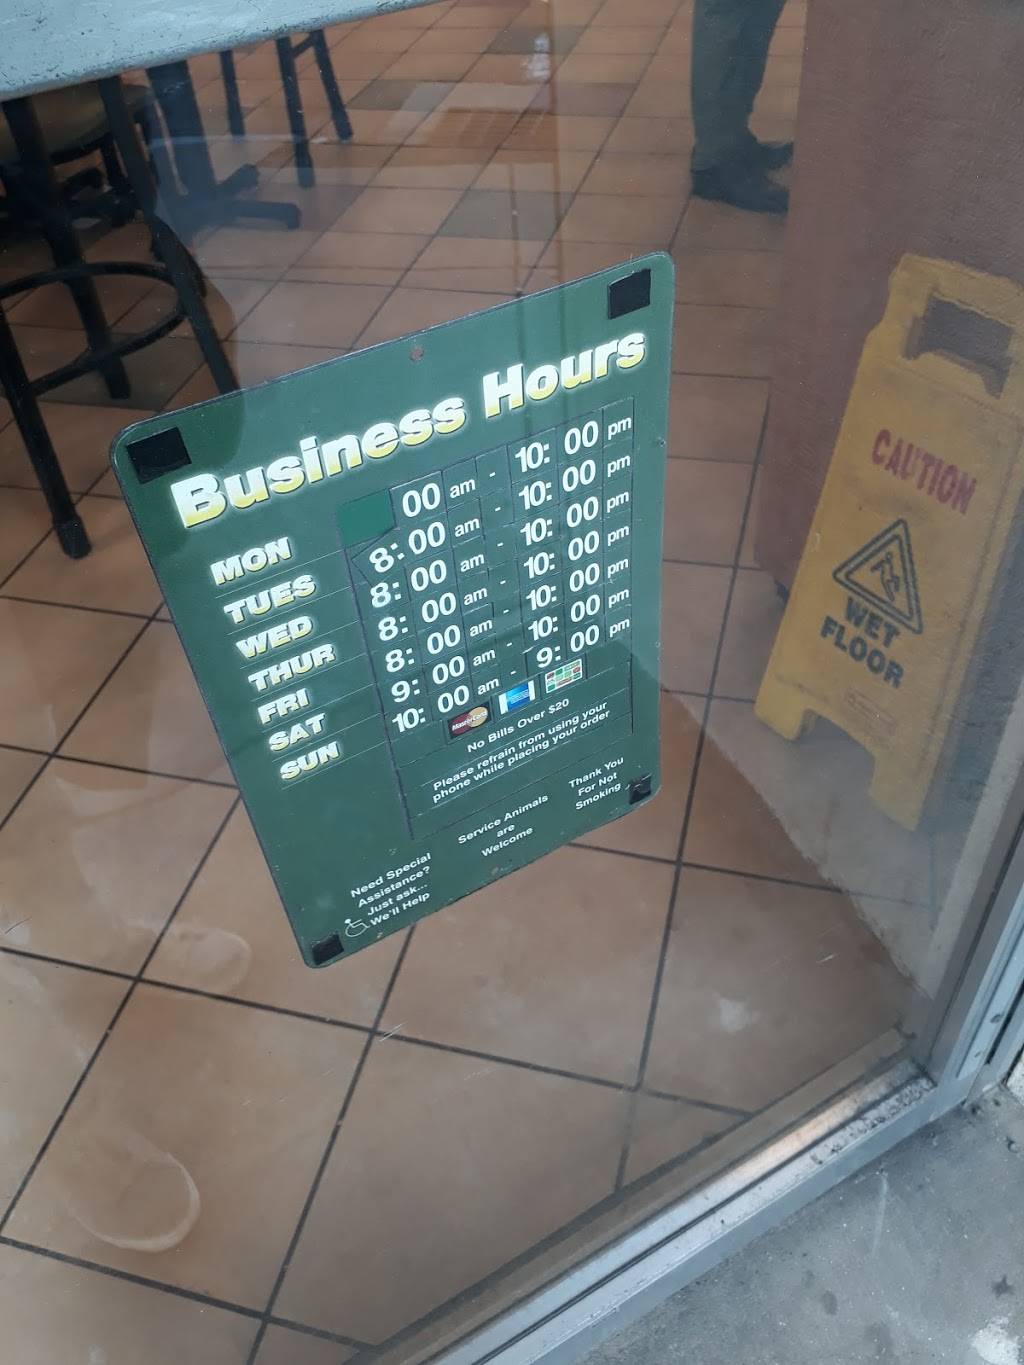 Business Hours
MON 00 am - 10: 00 pm
TUES 8: 00 am - 10: 00 pm
WED 8: 00 am - 10: 00 pm
THUR 8: 00 am - 10: 00 pm
FRI 8: 00 am - 10: 00 pm
SAT 9: 00 am - 10: 00 pm
SUN 10: 00 am - 9: 00 pm
MasterCard
No Bills Over $20
Please refrain from using your
phone while placing your order
Need Special
Assistance?
Just ask...
We'll Help
Service Animals
are
Welcome
Thank You
For Not
Smoking
CAUTION
WET
FLOOR